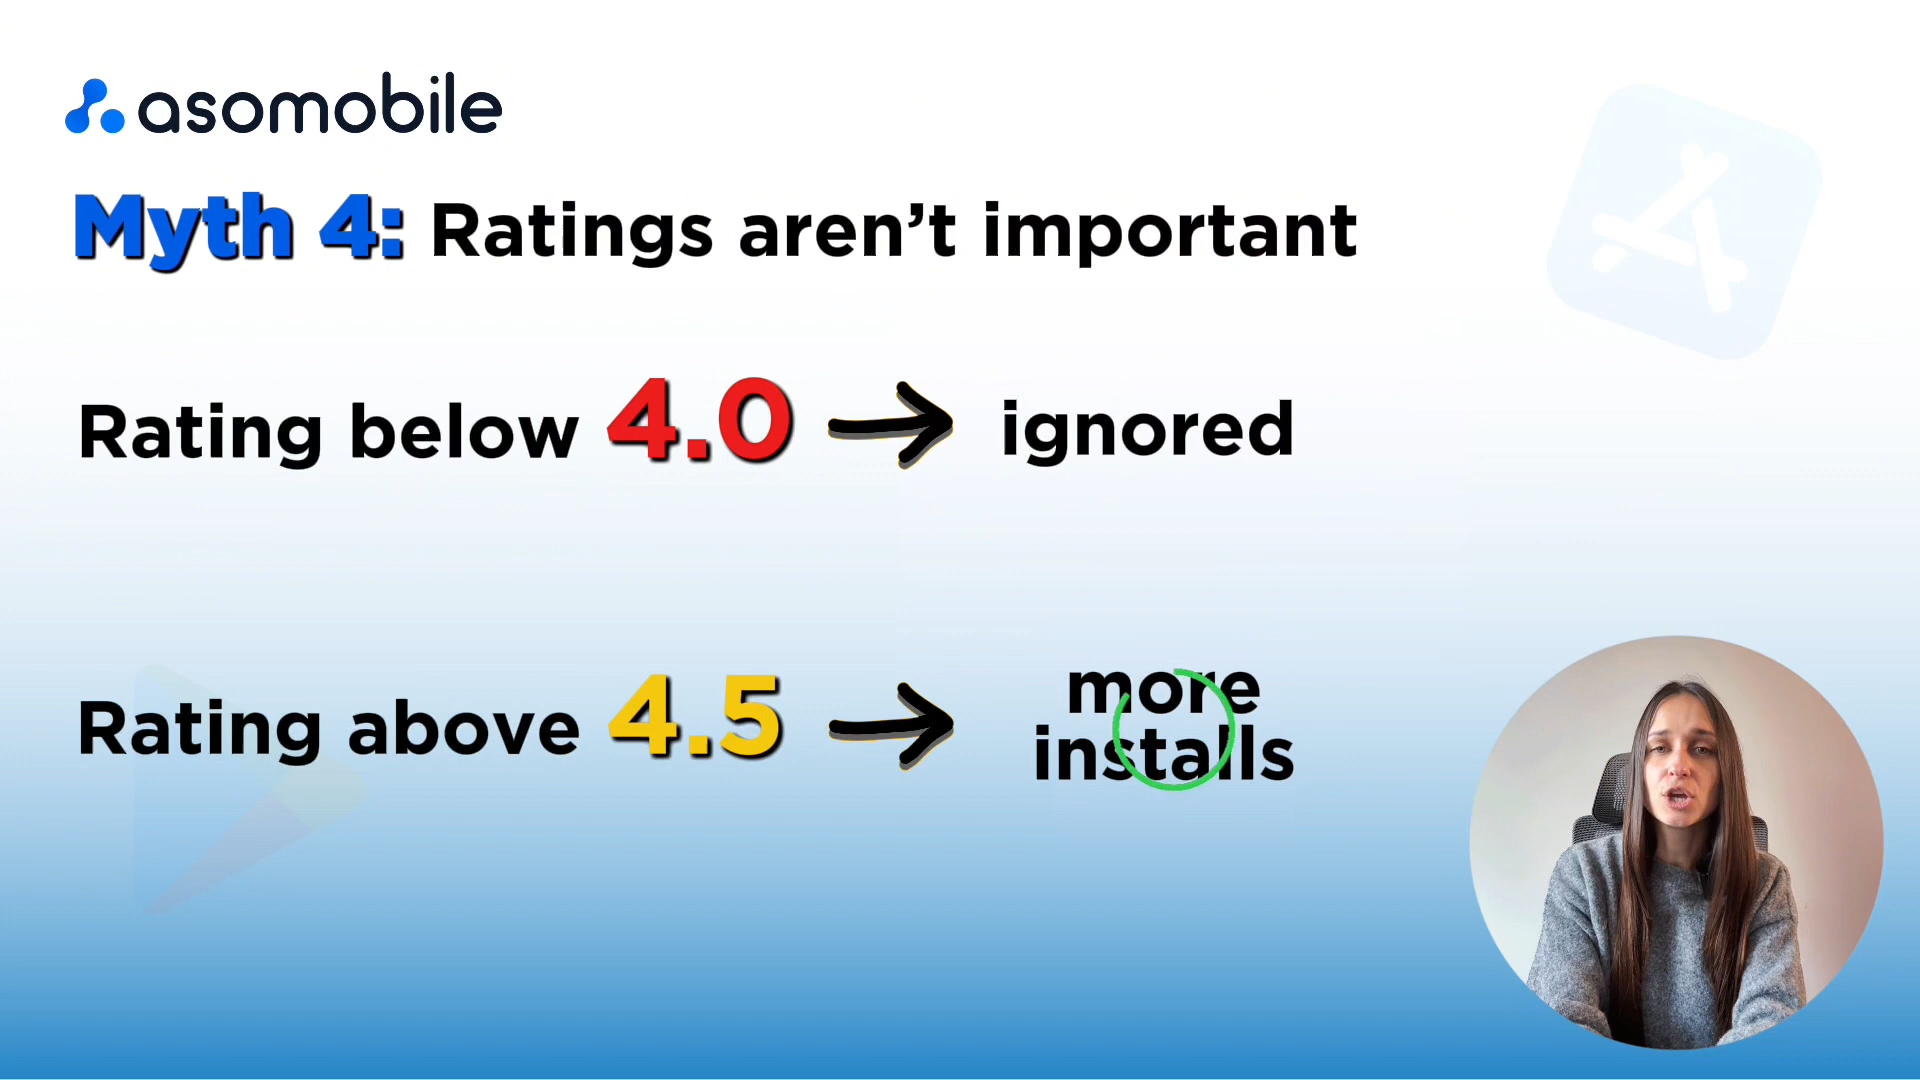 asomobile
Myth 4: Ratings aren’t important
Rating below 4.0 → ignored
Rating above 4.5 → more
installs